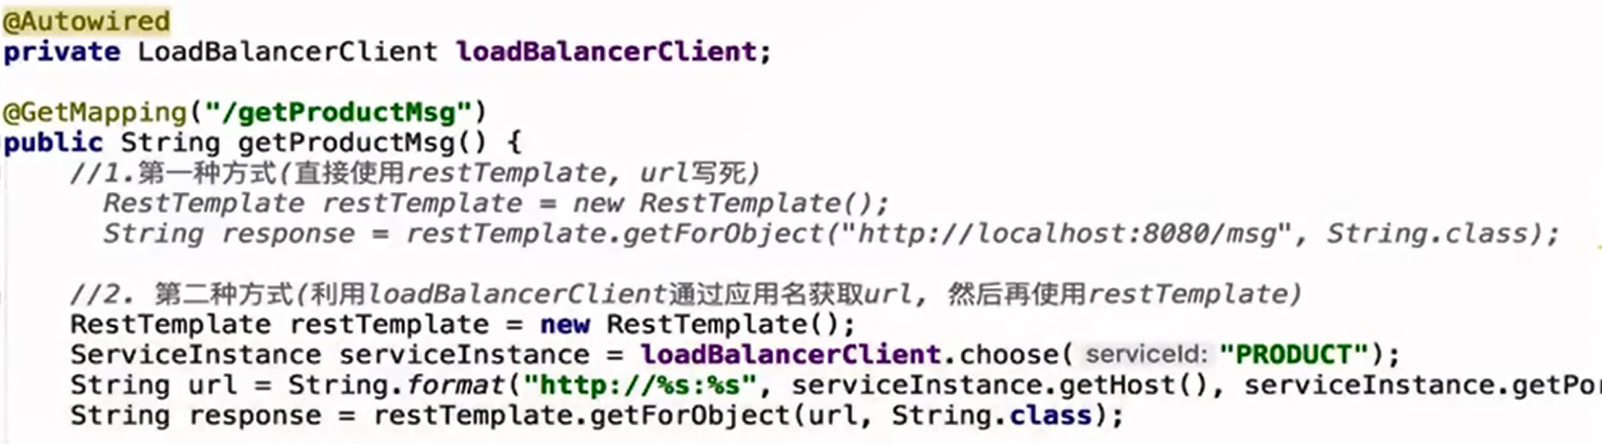 @Autowired
private LoadBalancerClient loadBalancerClient;
@GetMapping("/getProductMsg")
public String getProductMsg() {
//1.第一种方式(直接使用restTemplate, url写死)
RestTemplate restTemplate = new RestTemplate();
String response = restTemplate.getForObject("http://localhost:8080/msg", String.class);
//2. 第二种方式(利用loadBalancerClient通过应用名获取url, 然后再使用restTemplate)
RestTemplate restTemplate = new RestTemplate();
ServiceInstance serviceInstance = loadBalancerClient.choose( serviceId: "PRODUCT");
String url = String.format("http://%s:%s", serviceInstance.getHost(), serviceInstance.getPo
String response = restTemplate.getForObject(url, String.class);